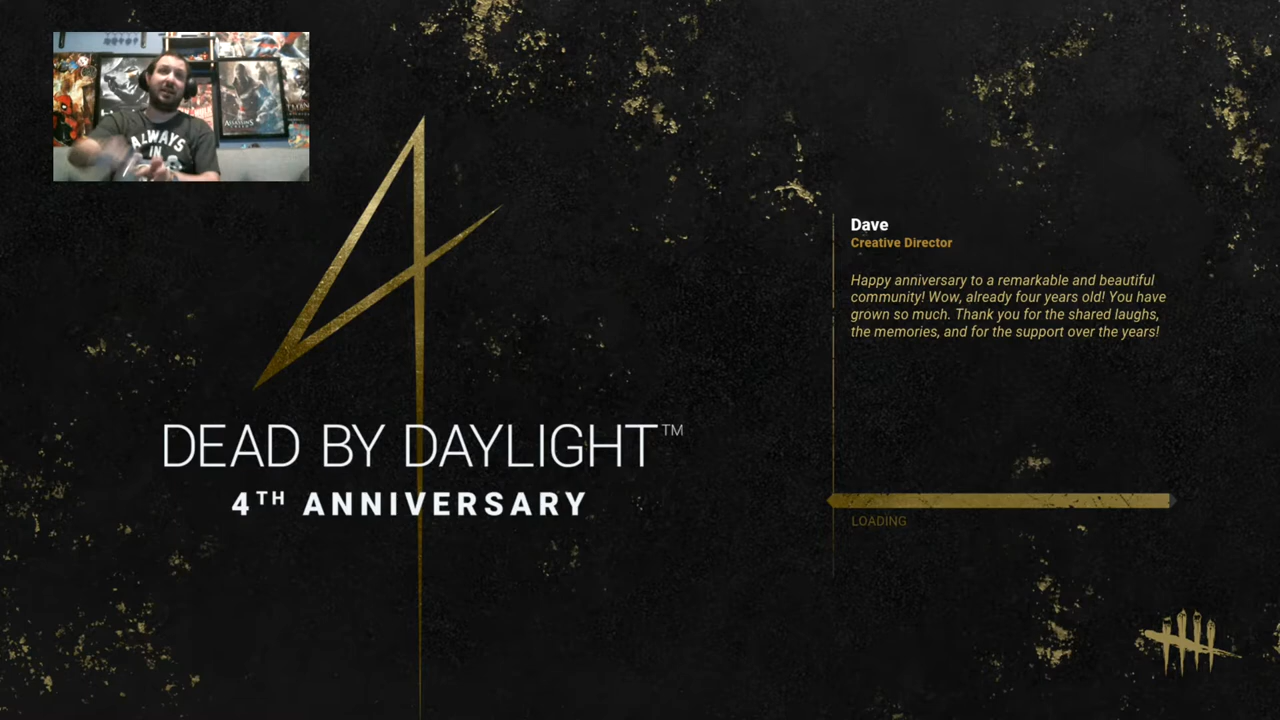 ALWAYS
IN
ASSASSIN'S
Dave
Creative Director
Happy anniversary to a remarkable and beautiful
community! Wow, already four years old! You have
grown so much. Thank you for the shared laughs,
the memories, and for the support over the years!
4
DEAD BY DAYLIGHT™
4TH ANNIVERSARY
LOADING